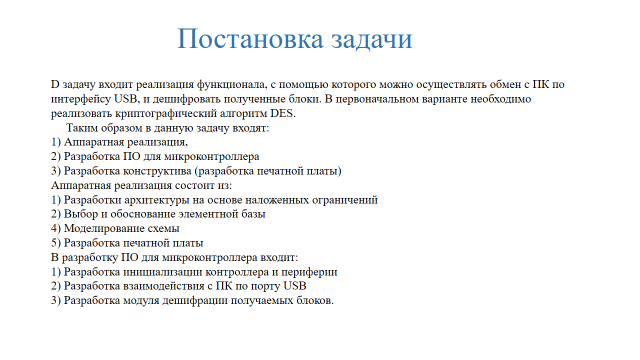 Постановка задачи
D задачу входит реализация функционала, с помощью которого можно осуществлять обмен с ПК по
интерфейсу USB, и дешифровать полученные блоки. В первоначальном варианте необходимо
реализовать криптографический алгоритм DES.
Таким образом в данную задачу входят:
1) Аппаратная реализация,
2) Разработка ПО для микроконтроллера
3) Разработка конструктива (разработка печатной платы)
Аппаратная реализация состоит из:
1) Разработки архитектуры на основе наложенных ограничений
2) Выбор и обоснование элементной базы
4) Моделирование схемы
5) Разработка печатной платы
В разработку ПО для микроконтроллера входит:
1) Разработка инициализации контроллера и периферии
2) Разработка взаимодействия с ПК по порту USB
3) Разработка модуля дешифрации получаемых блоков.